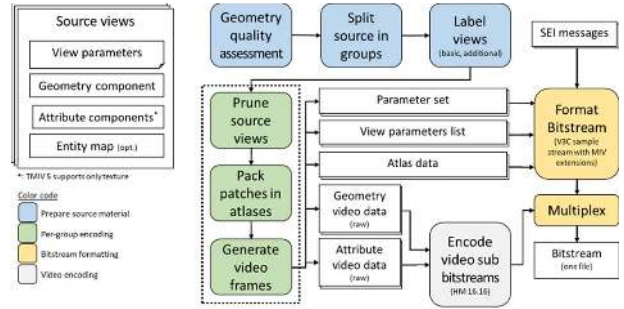 Source views
View parameters
Geometry component
Attribute components*
Entity map (opt.)
*: TMIV 5 supports only texture
Color code
Prepare source material
Per-group encoding
Bitstream formatting
Video encoding
Geometry
quality
assessment
Split
source in
groups
Label
views
(basic, additional)
Prune
source
views
Pack
patches in
atlases
Generate
video
frames
Parameter set
View parameters list
Atlas data
Geometry
video data
(raw)
Attribute
video data
(raw)
Encode
video sub
bitstreams
(HM 16.16)
SEI messages
Format
Bitstream
(V3C sample
stream with MIV
extensions)
Multiplex
Bitstream
(one file)